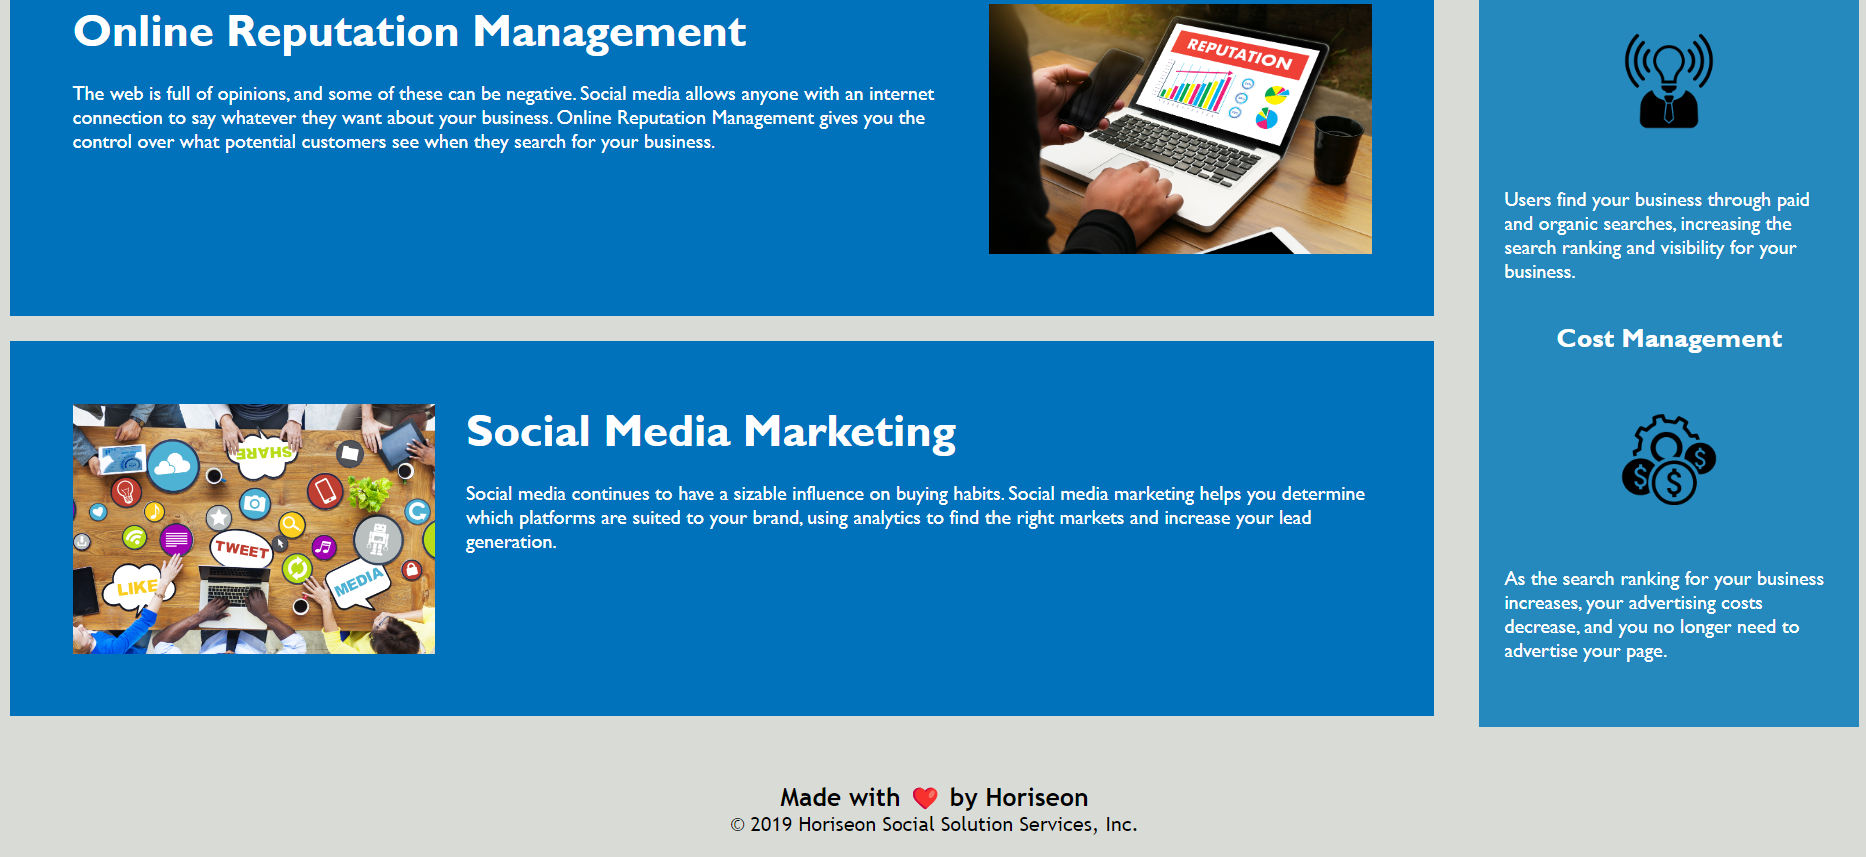 Online Reputation Management
The web is full of opinions, and some of these can be negative. Social media allows anyone with an internet
connection to say whatever they want about your business. Online Reputation Management gives you the
control over what potential customers see when they search for your business.
REPUTATION
Social Media Marketing
Social media continues to have a sizable influence on buying habits. Social media marketing helps you determine
which platforms are suited to your brand, using analytics to find the right markets and increase your lead
generation.
SHARE
TWEET
LIKE
MEDIA
Users find your business through paid
and organic searches, increasing the
search ranking and visibility for your
business.
Cost Management
$
$
$
As the search ranking for your business
increases, your advertising costs
decrease, and you no longer need to
advertise your page.
Made with ❤️ by Horiseon
© 2019 Horiseon Social Solution Services, Inc.